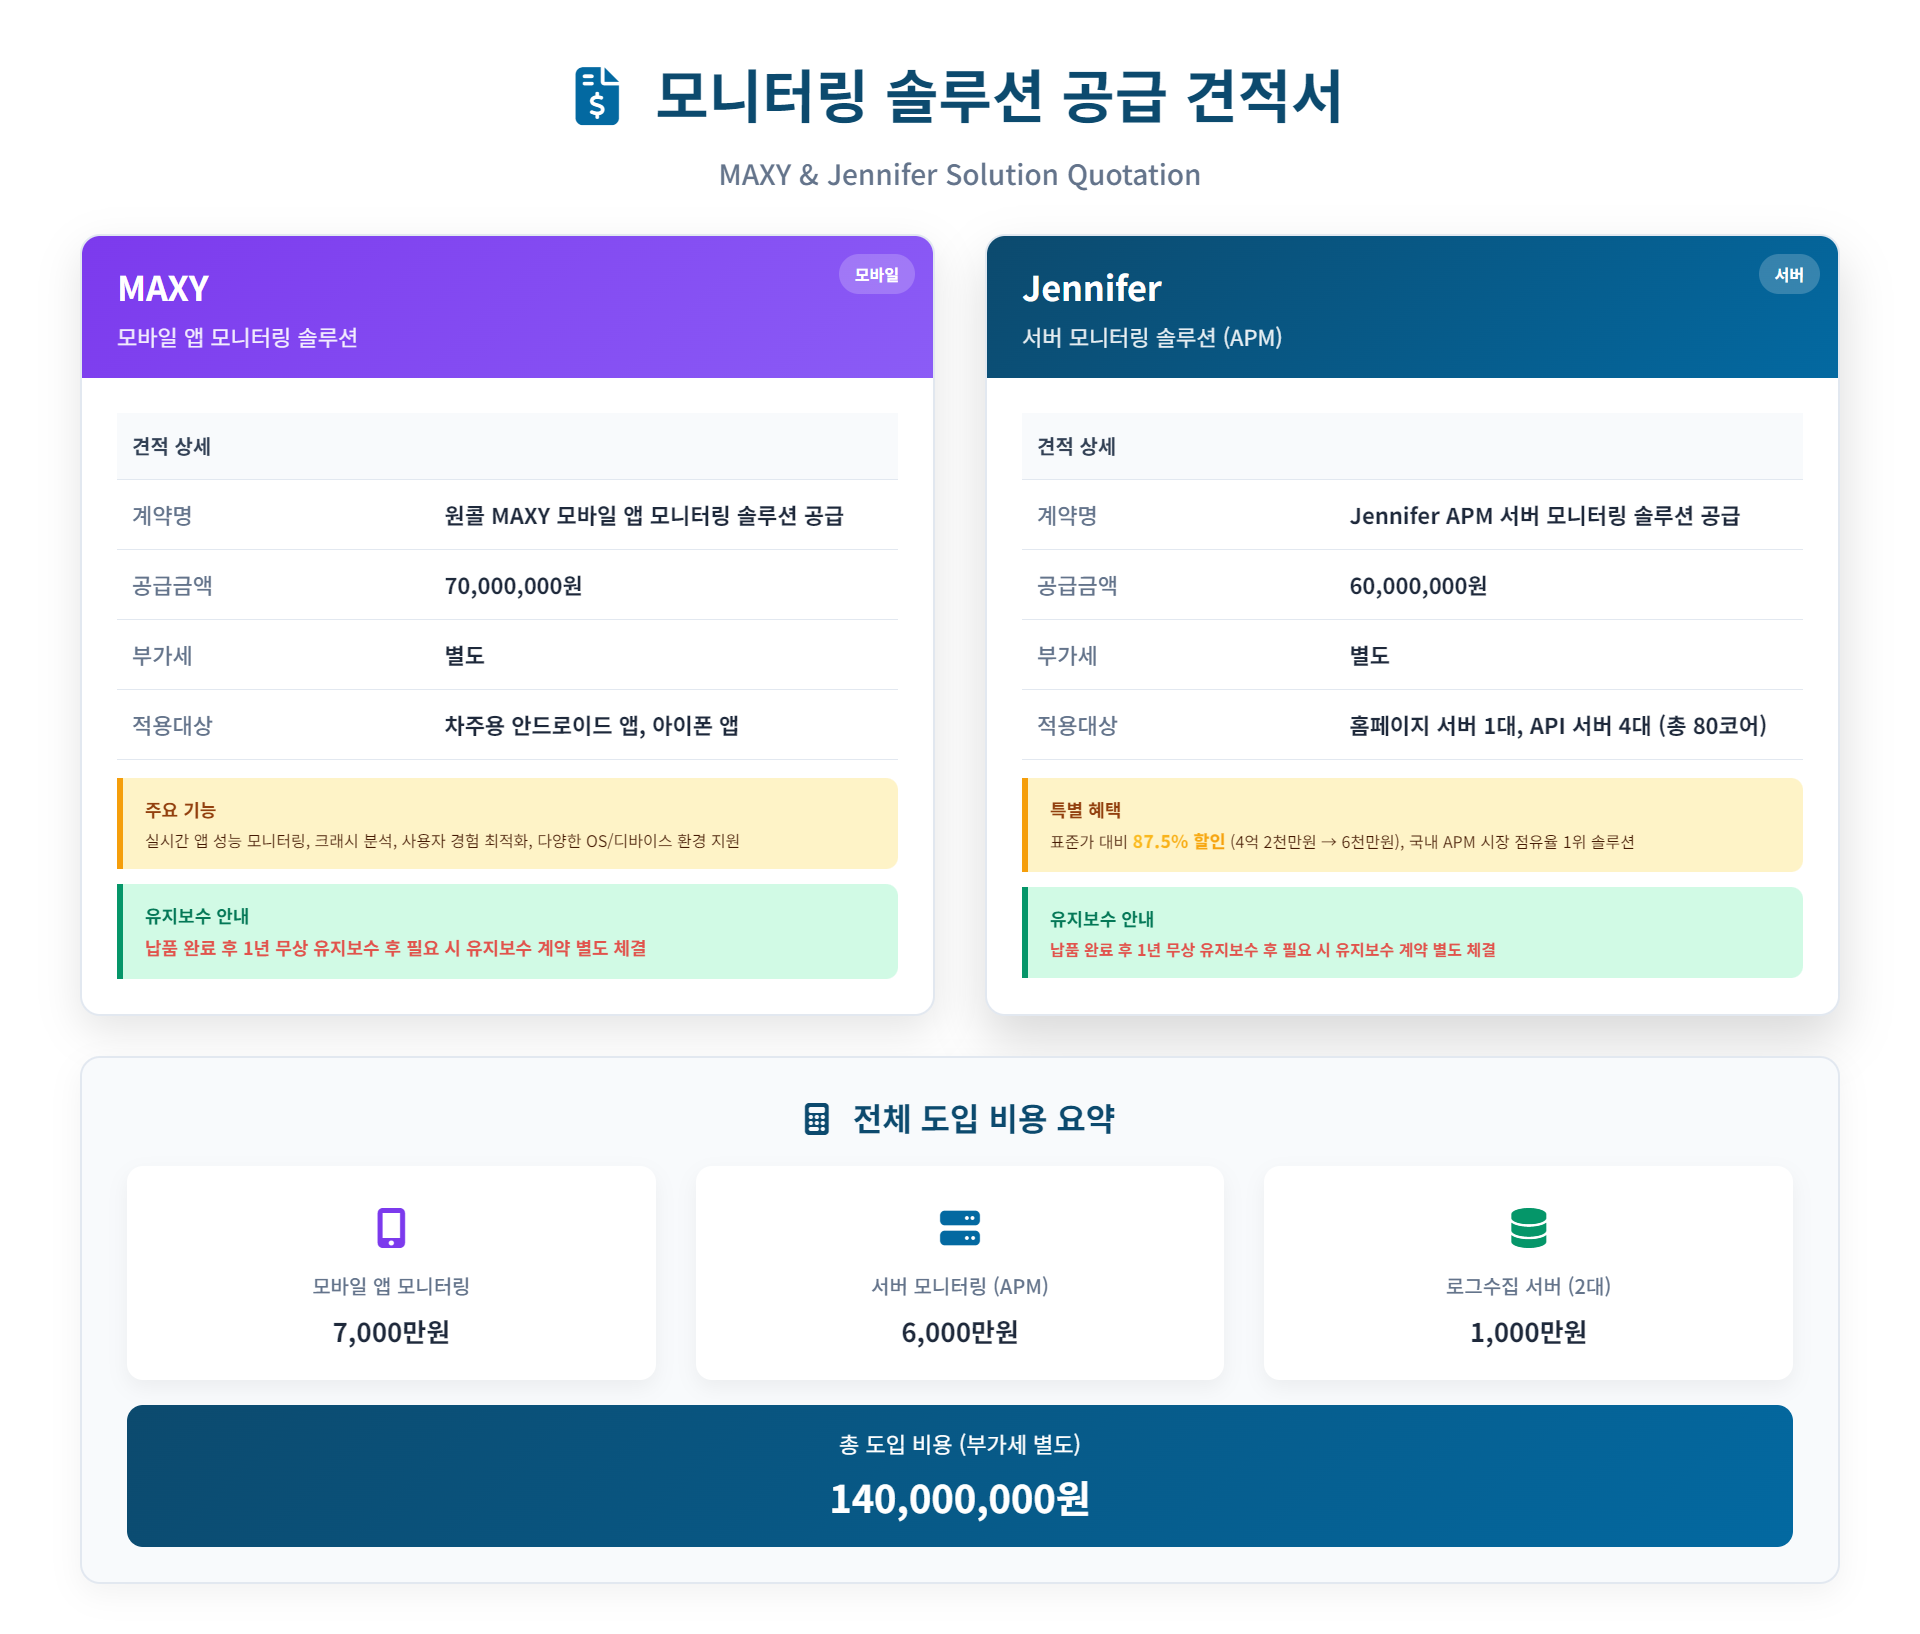 모니터링 솔루션 공급 견적서
MAXY & Jennifer Solution Quotation
MAXY
모바일
모바일 앱 모니터링 솔루션
견적 상세
계약명 원콜 MAXY 모바일 앱 모니터링 솔루션 공급
공급금액 70,000,000원
부가세 별도
적용대상 차주용 안드로이드 앱, 아이폰 앱
주요 기능
실시간 앱 성능 모니터링, 크래시 분석, 사용자 경험 최적화, 다양한 OS/디바이스 환경 지원
유지보수 안내
납품 완료 후 1년 무상 유지보수 후 필요 시 유지보수 계약 별도 체결
Jennifer
서버
서버 모니터링 솔루션 (APM)
견적 상세
계약명 Jennifer APM 서버 모니터링 솔루션 공급
공급금액 60,000,000원
부가세 별도
적용대상 홈페이지 서버 1대, API 서버 4대 (총 80코어)
특별 혜택
표준가 대비 87.5% 할인 (4억 2천만원 → 6천만원), 국내 APM 시장 점유율 1위 솔루션
유지보수 안내
납품 완료 후 1년 무상 유지보수 후 필요 시 유지보수 계약 별도 체결
전체 도입 비용 요약
모바일 앱 모니터링
7,000만원
서버 모니터링 (APM)
6,000만원
로그수집 서버 (2대)
1,000만원
총 도입 비용 (부가세 별도)
140,000,000원